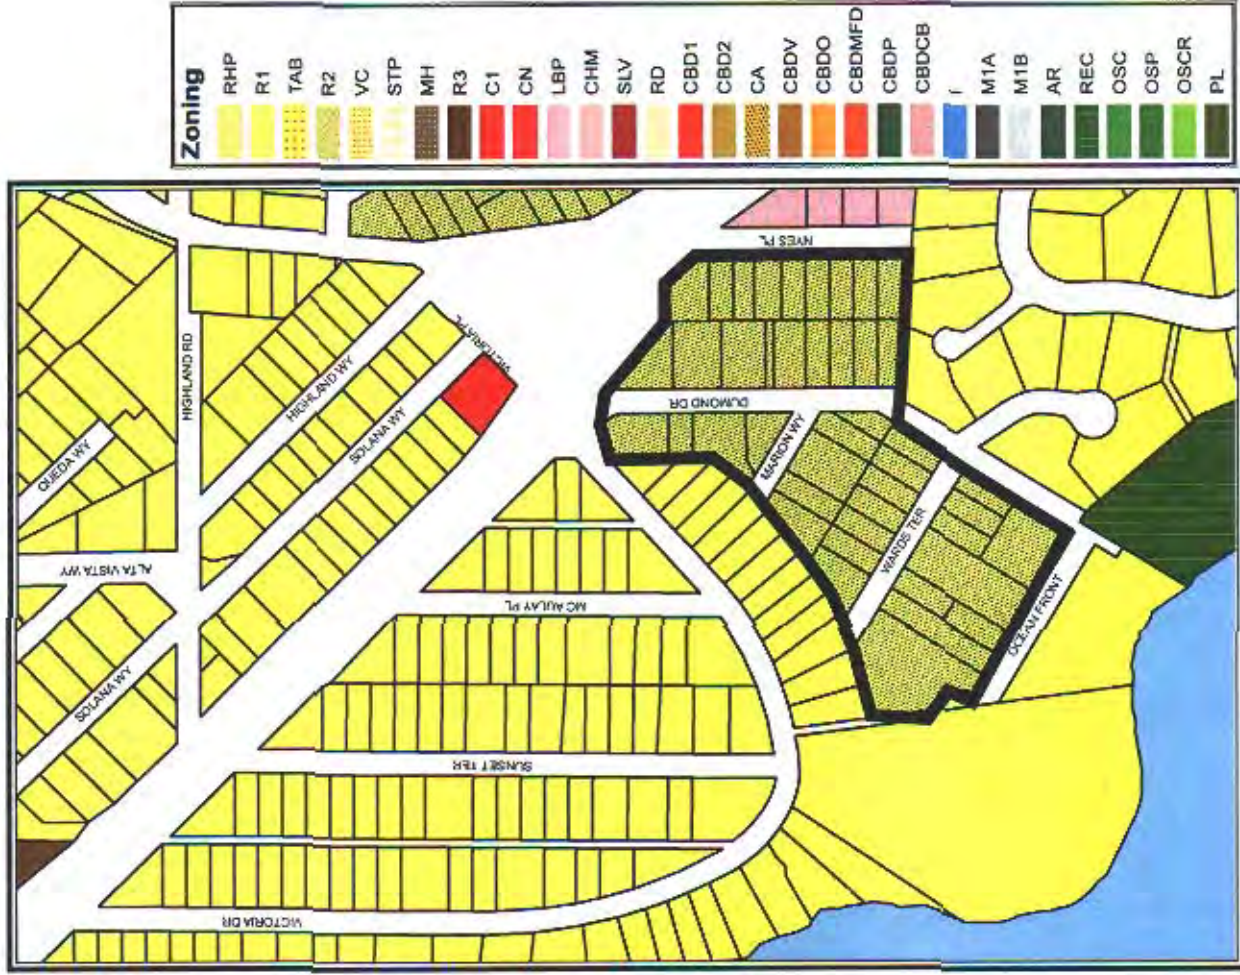 Zoning
RHP
R1
TAB
R2
VC
STP
MH
R3
C1
CN
LBP
CHM
SLV
RD
CBD1
CBD2
CA
CBDV
CBDO
CBDMFD
CBDP
CBDCB
I
M1A
M1B
AR
REC
OSC
OSP
OSCR
PL
HIGHLAND RD
QUEDA WY
HIGHLAND WY
VICTORIA PL
SOLANA WY
ALTA VISTA WY
SOLANA WY
NYES PL
DUMOND DR
MARION WY
WARDS TER
OCEAN FRONT
MC AULAY PL
SUNSET TER
VICTORIA DR